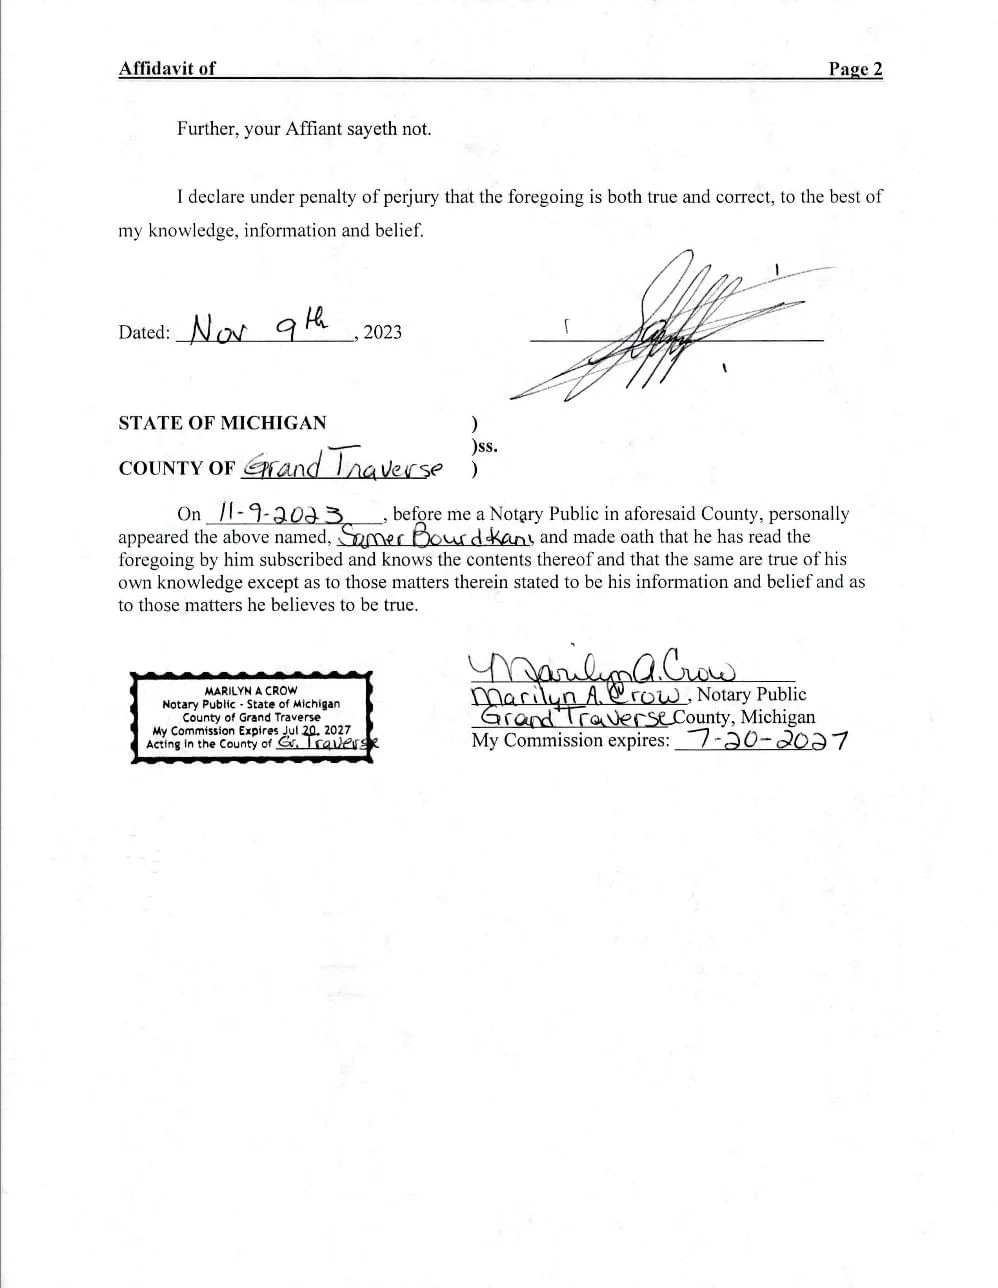 Affidavit of Page 2
Further, your Affiant sayeth not.
I declare under penalty of perjury that the foregoing is both true and correct, to the best of
my knowledge, information and belief.
Dated: Nov 9th, 2023
STATE OF MICHIGAN )
)ss.
COUNTY OF Grand Traverse )
On 11-9-2023, before me a Notary Public in aforesaid County, personally
appeared the above named, Samer Bourdkani and made oath that he has read the
foregoing by him subscribed and knows the contents thereof and that the same are true of his
own knowledge except as to those matters therein stated to be his information and belief and as
to those matters he believes to be true.
Marilyn A. Crow
Marilyn A. Crow, Notary Public
Grand Traverse County, Michigan
My Commission expires: 7-20-2027
MARILYN A CROW
Notary Public - State of Michigan
County of Grand Traverse
My Commission Expires Jul 20, 2027
Acting in the County of Gr. Traverse